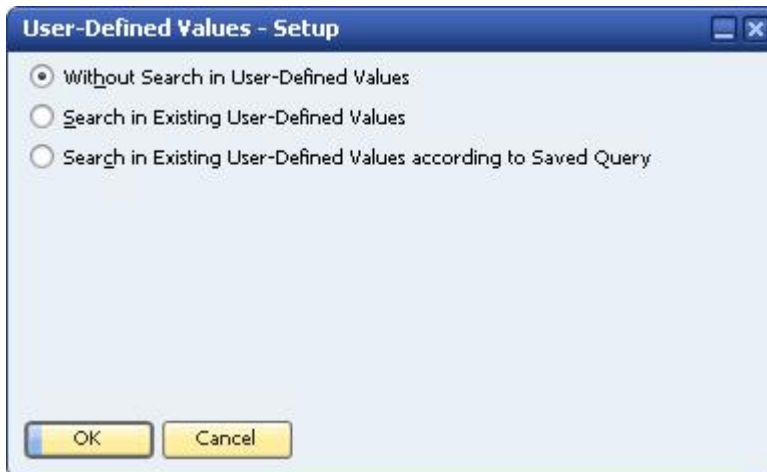 User-Defined Values - Setup
Without Search in User-Defined Values
Search in Existing User-Defined Values
Search in Existing User-Defined Values according to Saved Query
OK
Cancel